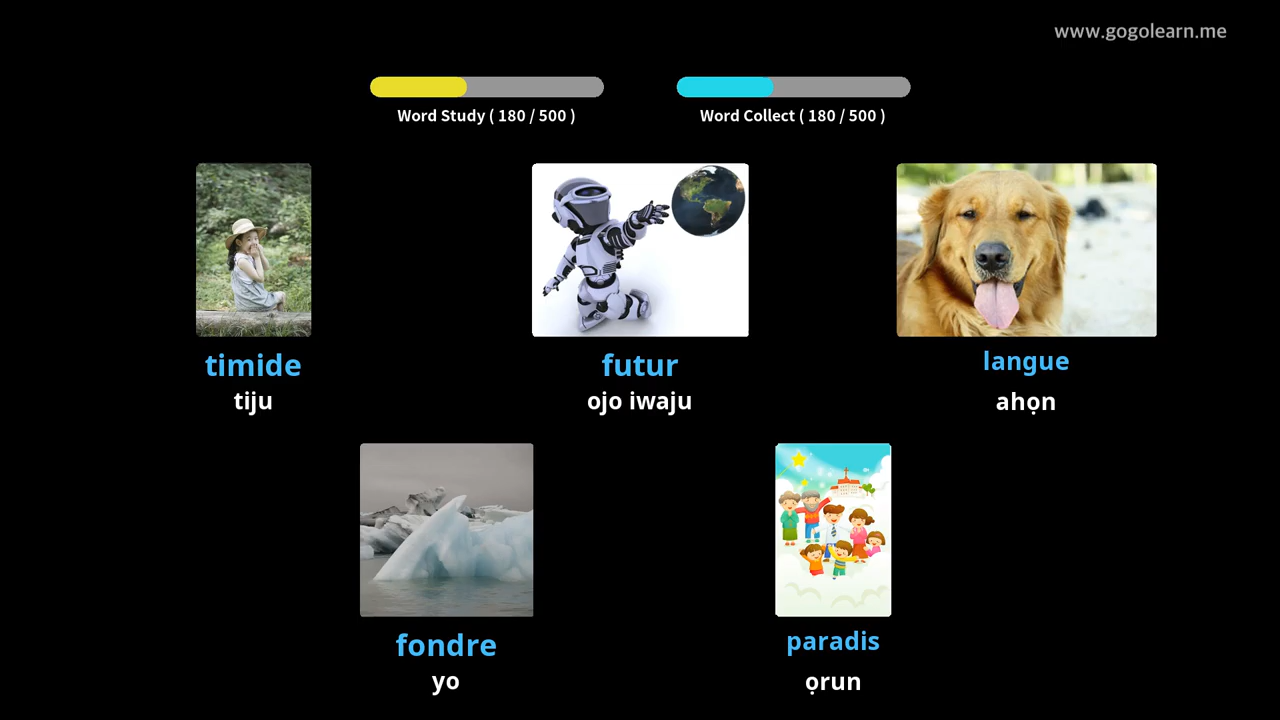 www.gogolearn.me
Word Study ( 180 / 500 )
Word Collect ( 180 / 500 )
timide
tiju
futur
ojo iwaju
langue
ahọn
fondre
yo
paradis
ọrun